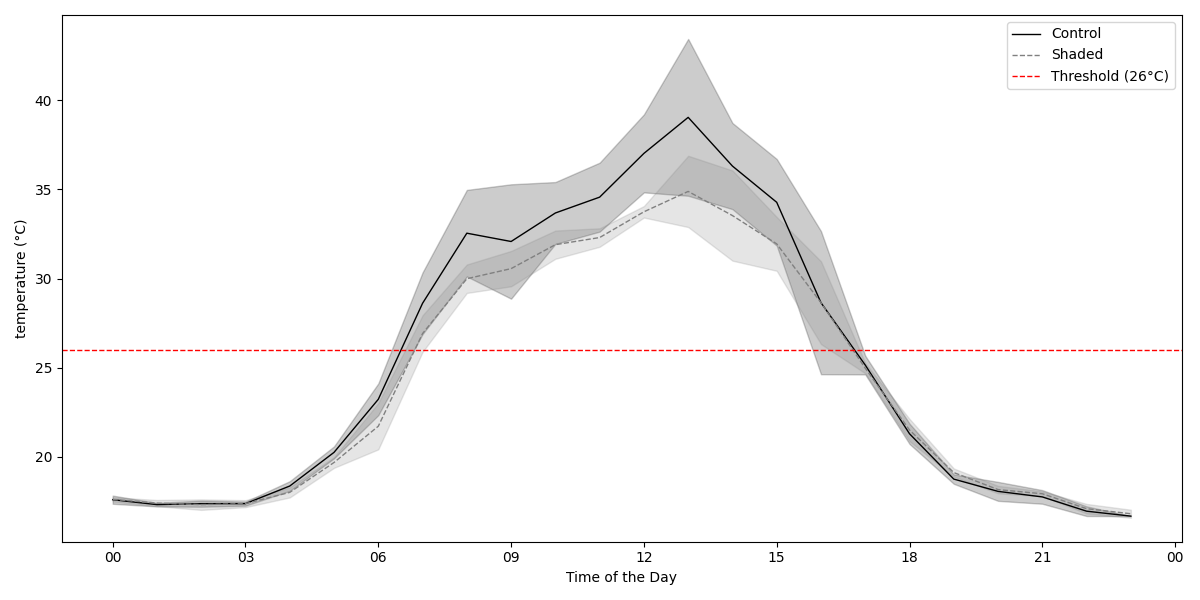 Control
Shaded
Threshold (26°C)
40
35
30
25
20
temperature (°C)
00 03 06 09 12 15 18 21 00
Time of the Day